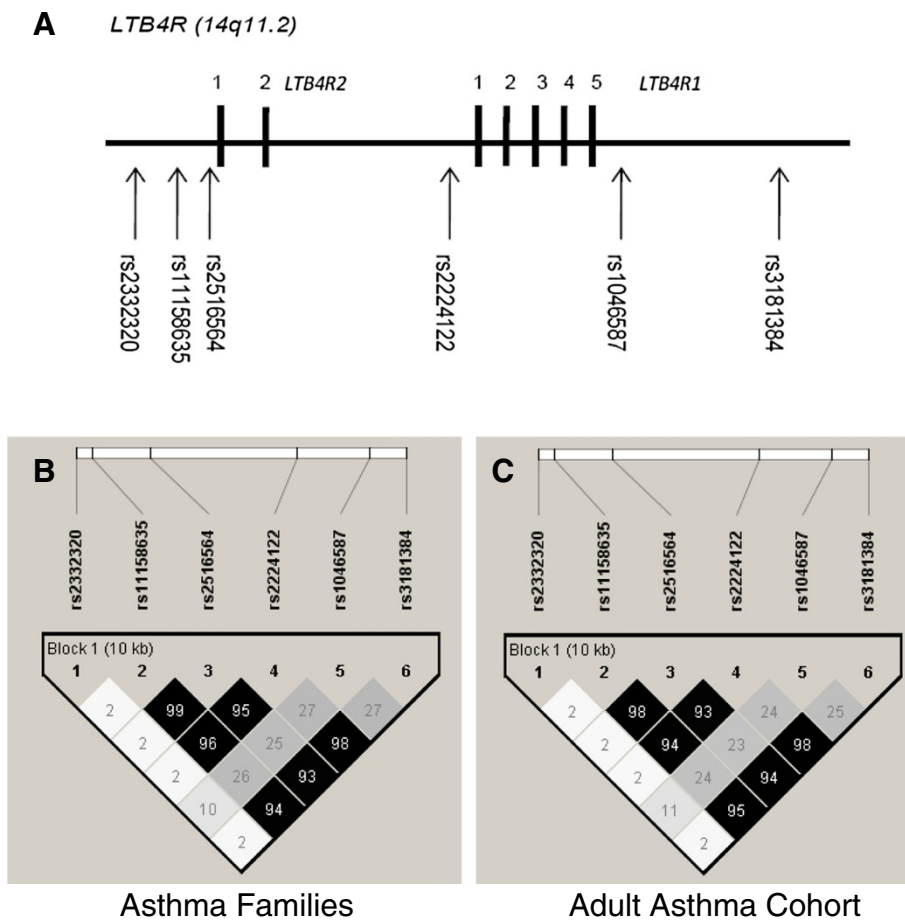 A
LTB4R (14q11.2)
1 2 LTB4R2 1 2 3 4 5 LTB4R1
rs2332320 rs11158635 rs2516564 rs2224122 rs1046587 rs3181384
B
rs2332320 rs11158635 rs2516564 rs2224122 rs1046587 rs3181384
Block 1 (10 kb)
1 2 3 4 5 6
2 99 95 27 27
2 96 25 98
2 26 93
10 94
2
Asthma Families
C
rs2332320 rs11158635 rs2516564 rs2224122 rs1046587 rs3181384
Block 1 (10 kb)
1 2 3 4 5 6
2 98 93 24 25
2 94 23 98
2 24 94
11 95
2
Adult Asthma Cohort